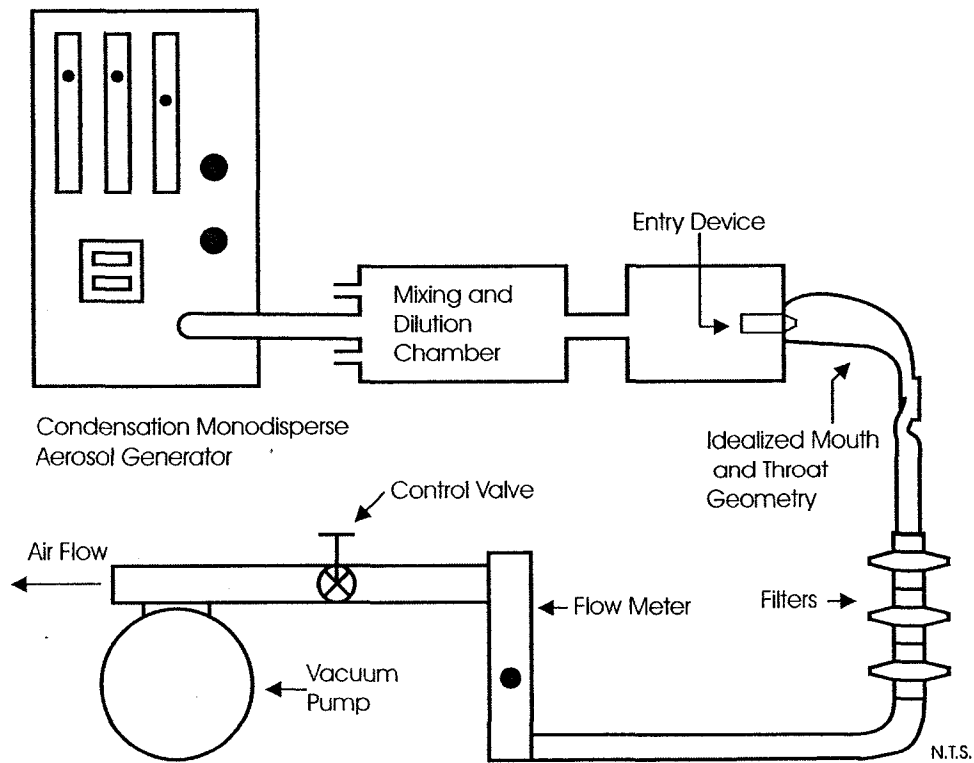 Entry Device
Mixing and
Dilution
Chamber
Condensation Monodisperse
Aerosol Generator
Idealized Mouth
and Throat
Geometry
Control Valve
Air Flow
Flow Meter
Filters
Vacuum
Pump
N.T.S.